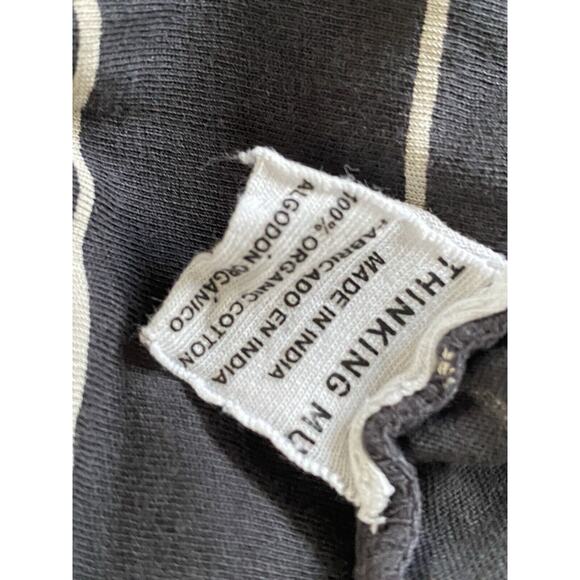 THINKING MU
MADE IN INDIA
FABRICADO EN INDIA
100% ORGANIC COTTON
ALGODÓN ORGÁNICO